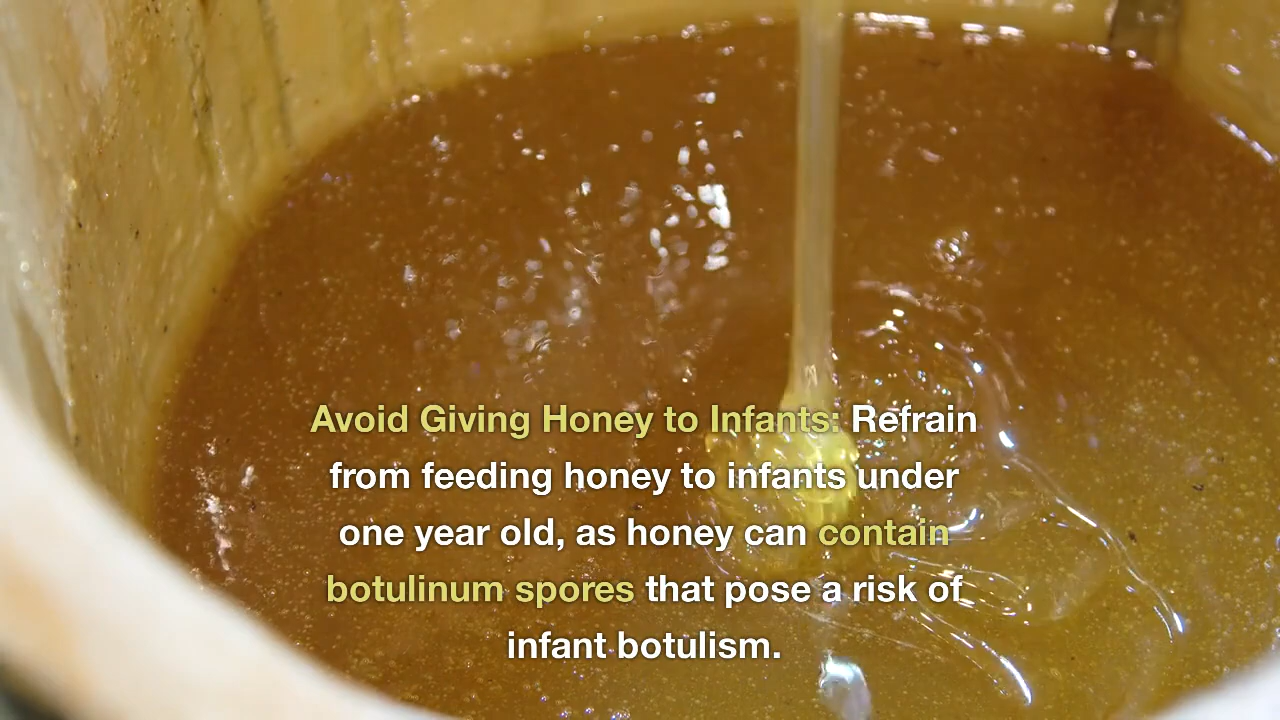 Avoid Giving Honey to Infants: Refrain
from feeding honey to infants under
one year old, as honey can contain
botulinum spores that pose a risk of
infant botulism.